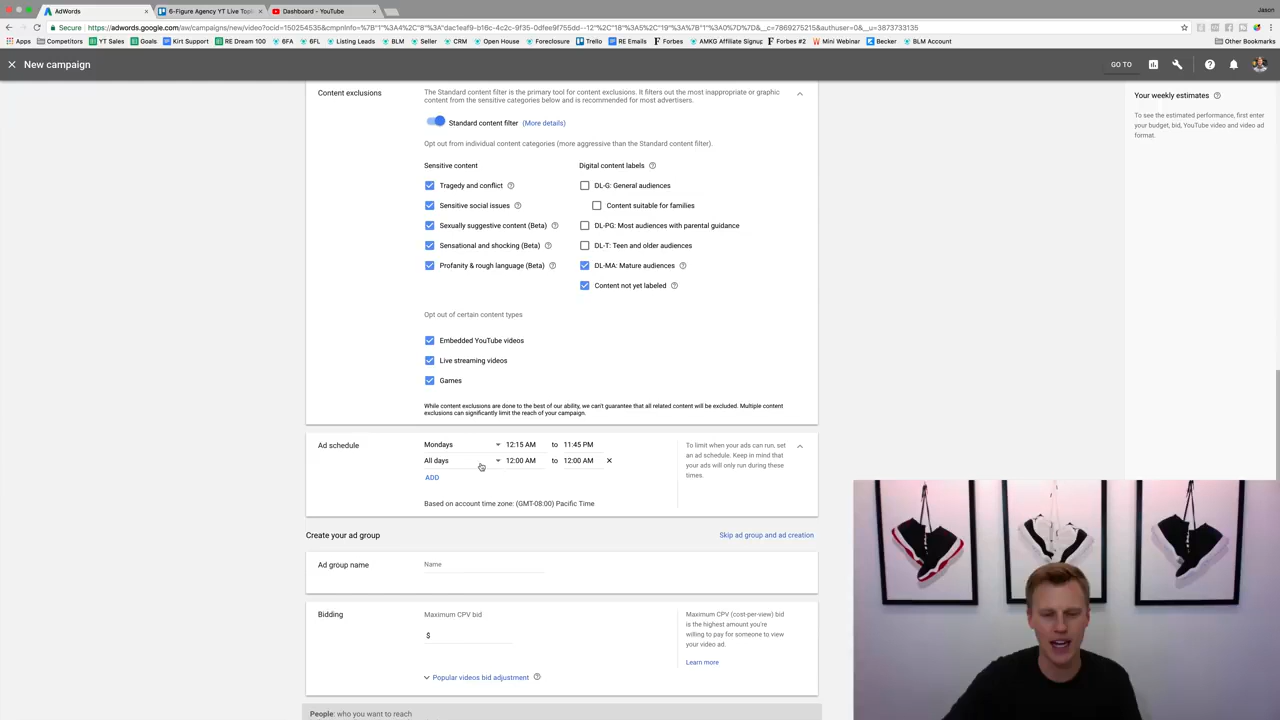 AdWords
6-Figure Agency YT Live Topi
Dashboard - YouTube
Jason
Secure
https://adwords.google.com/aw/campaigns/new/video?ocid=150254535&cmpnInfo=%7B"1"%3A4%2C"8"%3A"dac1eaf9-b16c-4c2c-9f35-0dfee9f755dd--12"%2C"18"%3A5%2C"19"%3A%7B"1"%3A0%7D%7D&__c=7869275215&authuser=0&__u=3873733135
Apps
Competitors
YT Sales
Goals
RE Dream 100
Kirt Support
6FA
6FL
Listing Leads
BLM
Seller
CRM
Open House
Foreclosure
Trello
RE Emails
Forbes
AMKG Affiliate Signup
Forbes #2
Mini Webinar
Becker
BLM Account
Other Bookmarks
New campaign
GO TO
Content exclusions
The Standard content filter is the primary tool for content exclusions. It filters out the most inappropriate or graphic
content from the sensitive categories below and is recommended for most advertisers.
Standard content filter (More details)
Opt out from individual content categories (more aggressive than the Standard content filter).
Sensitive content
Tragedy and conflict
Sensitive social issues
Sexually suggestive content (Beta)
Sensational and shocking (Beta)
Profanity & rough language (Beta)
Digital content labels
DL-G: General audiences
Content suitable for families
DL-PG: Most audiences with parental guidance
DL-T: Teen and older audiences
DL-MA: Mature audiences
Content not yet labeled
Opt out of certain content types
Embedded YouTube videos
Live streaming videos
Games
While content exclusions are done to the best of our ability, we can't guarantee that all related content will be excluded. Multiple content
exclusions can significantly limit the reach of your campaign.
Your weekly estimates
To see the estimated performance, first enter
your budget, bid, YouTube video and video ad
format.
Ad schedule
Mondays 12:15 AM to 11:45 PM
All days 12:00 AM to 12:00 AM
ADD
Based on account time zone: (GMT-08:00) Pacific Time
To limit when your ads can run, set
an ad schedule. Keep in mind that
your ads will only run during these
times.
Create your ad group
Skip ad group and ad creation
Ad group name
Name
Bidding
Maximum CPV bid
$
Popular videos bid adjustment
Maximum CPV (cost-per-view) bid
is the highest amount you're
willing to pay for someone to view
your video ad.
Learn more
People: who you want to reach